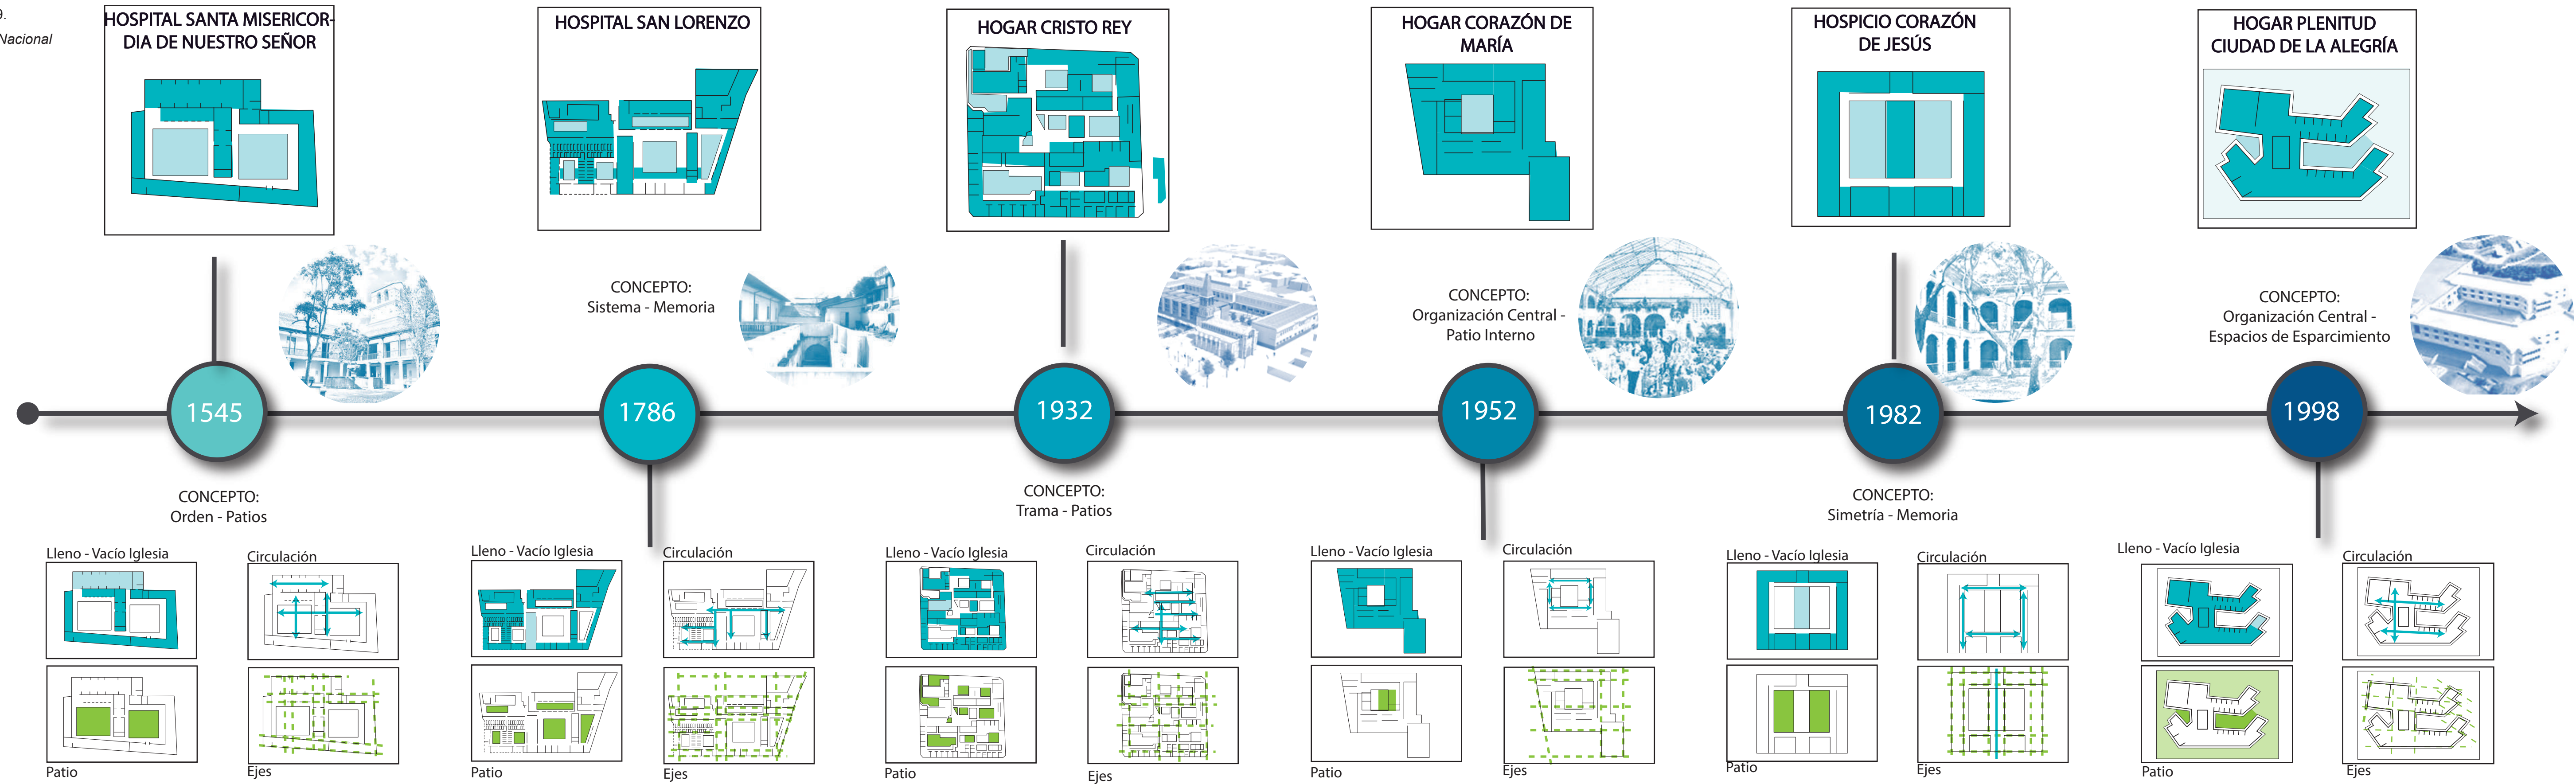 9.
Nacional
HOSPITAL SANTA MISERICOR-
DIA DE NUESTRO SEÑOR
HOSPITAL SAN LORENZO
HOGAR CRISTO REY
HOGAR CORAZÓN DE
MARÍA
HOSPICIO CORAZÓN
DE JESÚS
HOGAR PLENITUD
CIUDAD DE LA ALEGRÍA
CONCEPTO:
Sistema - Memoria
CONCEPTO:
Organización Central -
Patio Interno
CONCEPTO:
Organización Central -
Espacios de Esparcimiento
1545
1786
1932
1952
1982
1998
CONCEPTO:
Orden - Patios
CONCEPTO:
Trama - Patios
CONCEPTO:
Simetría - Memoria
Lleno - Vacío Iglesia
Circulación
Patio
Ejes
Lleno - Vacío Iglesia
Circulación
Patio
Ejes
Lleno - Vacío Iglesia
Circulación
Patio
Ejes
Lleno - Vacío Iglesia
Circulación
Patio
Ejes
Lleno - Vacío Iglesia
Circulación
Patio
Ejes
Lleno - Vacío Iglesia
Circulación
Patio
Ejes